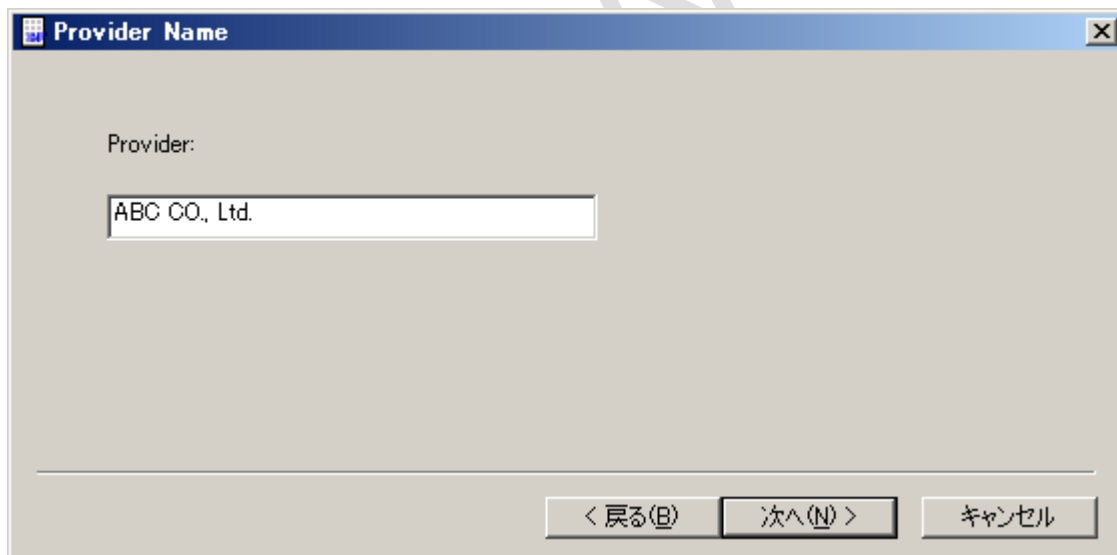 Provider Name
Provider:
ABC CO., Ltd.
< 戻る(B) 次へ(N) > キャンセル